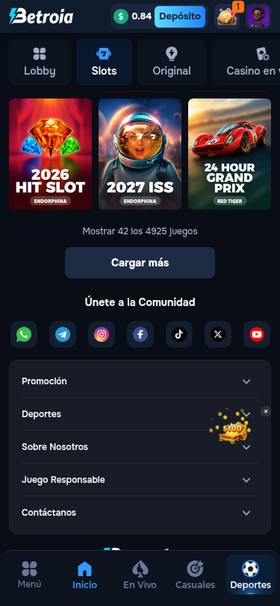 Betroia
$ 0.84 Depósito
1
Lobby
Slots
Original
Casino en
2026
HIT SLOT
ENDORPHINA
2027 ISS
ENDORPHINA
24 HOUR
GRAND
PRIX
RED TIGER
Mostrar 42 los 4925 juegos
Cargar más
Únete a la Comunidad
Promoción
Deportes
Sobre Nosotros
Juego Responsable
Contáctanos
Menú
Inicio
En Vivo
Casuales
Deportes